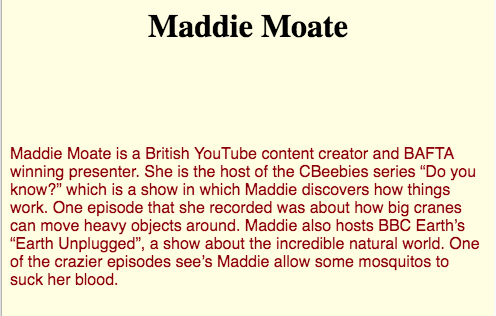 Maddie Moate
Maddie Moate is a British YouTube content creator and BAFTA
winning presenter. She is the host of the CBeebies series “Do you
know?” which is a show in which Maddie discovers how things
work. One episode that she recorded was about how big cranes
can move heavy objects around. Maddie also hosts BBC Earth’s
“Earth Unplugged”, a show about the incredible natural world. One
of the crazier episodes see’s Maddie allow some mosquitos to
suck her blood.